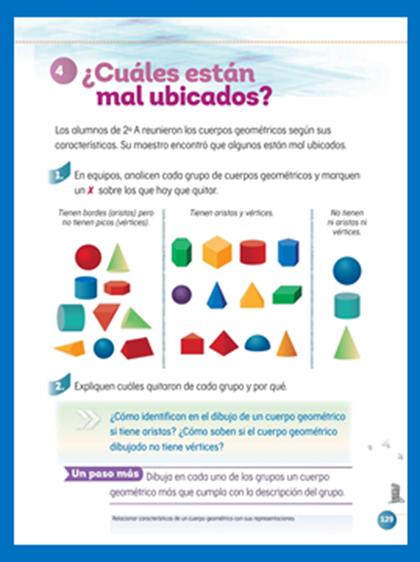 4 ¿Cuáles están
mal ubicados?
Los alumnos de 2º A reunieron los cuerpos geométricos según sus
características. Su maestro encontró que algunos están mal ubicados.
1. En equipos, analicen cada grupo de cuerpos geométricos y marquen
un ✗ sobre los que hay que quitar.
Tienen bordes (aristas) pero
no tienen picos (vértices).
Tienen aristas y vértices.
No tienen
ni aristas ni
vértices.
2. Expliquen cuáles quitaron de cada grupo y por qué.
¿Cómo identifican en el dibujo de un cuerpo geométrico
si tiene aristas? ¿Cómo saben si el cuerpo geométrico
dibujado no tiene vértices?
Un paso más Dibuja en cada uno de los grupos un cuerpo
geométrico más que cumpla con la descripción del grupo.
Relacionar características de un cuerpo geométrico con sus representaciones.
129